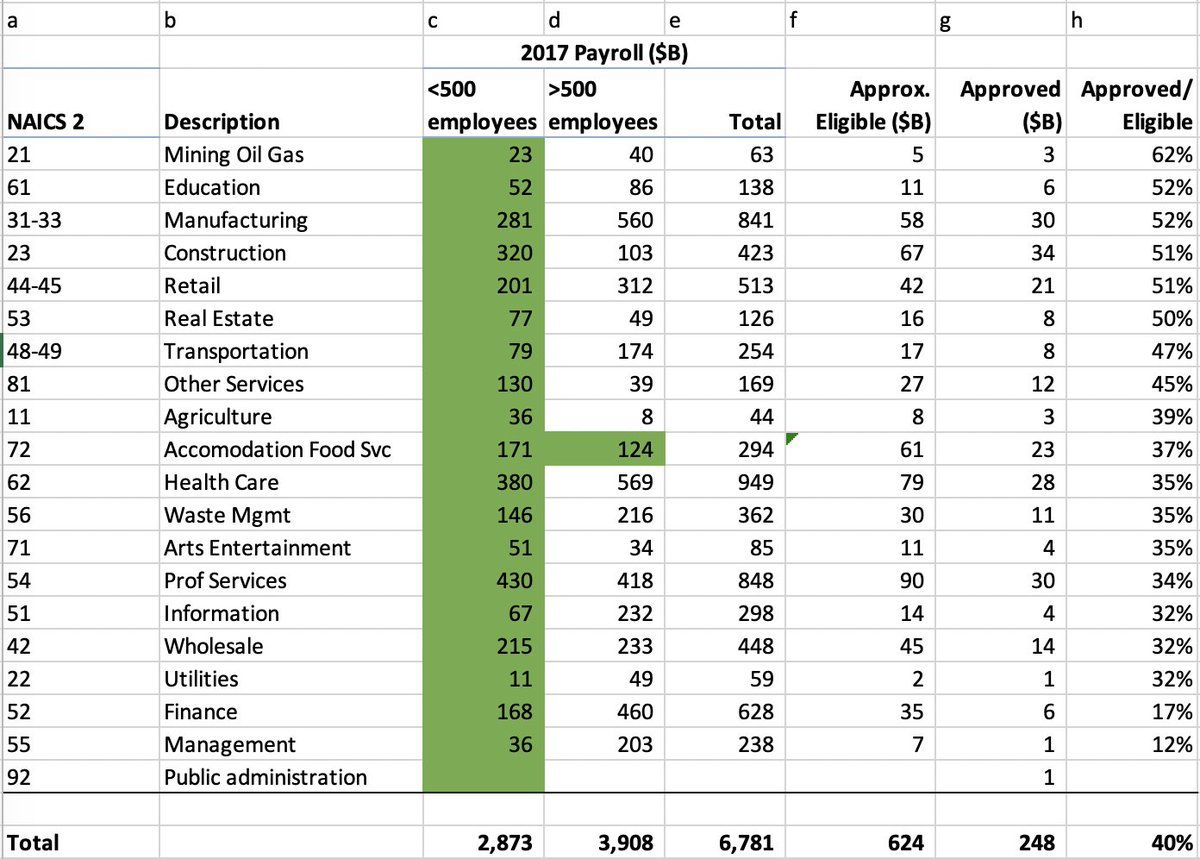 a b c d e f g h
2017 Payroll ($B)
<500 >500 Approx. Approved Approved/
NAICS 2 Description employees employees Total Eligible ($B) ($B) Eligible
21 Mining Oil Gas 23 40 63 5 3 62%
61 Education 52 86 138 11 6 52%
31-33 Manufacturing 281 560 841 58 30 52%
23 Construction 320 103 423 67 34 51%
44-45 Retail 201 312 513 42 21 51%
53 Real Estate 77 49 126 16 8 50%
48-49 Transportation 79 174 254 17 8 47%
81 Other Services 130 39 169 27 12 45%
11 Agriculture 36 8 44 8 3 39%
72 Accomodation Food Svc 171 124 294 61 23 37%
62 Health Care 380 569 949 79 28 35%
56 Waste Mgmt 146 216 362 30 11 35%
71 Arts Entertainment 51 34 85 11 4 35%
54 Prof Services 430 418 848 90 30 34%
51 Information 67 232 298 14 4 32%
42 Wholesale 215 233 448 45 14 32%
22 Utilities 11 49 59 2 1 32%
52 Finance 168 460 628 35 6 17%
55 Management 36 203 238 7 1 12%
92 Public administration 1
Total 2,873 3,908 6,781 624 248 40%